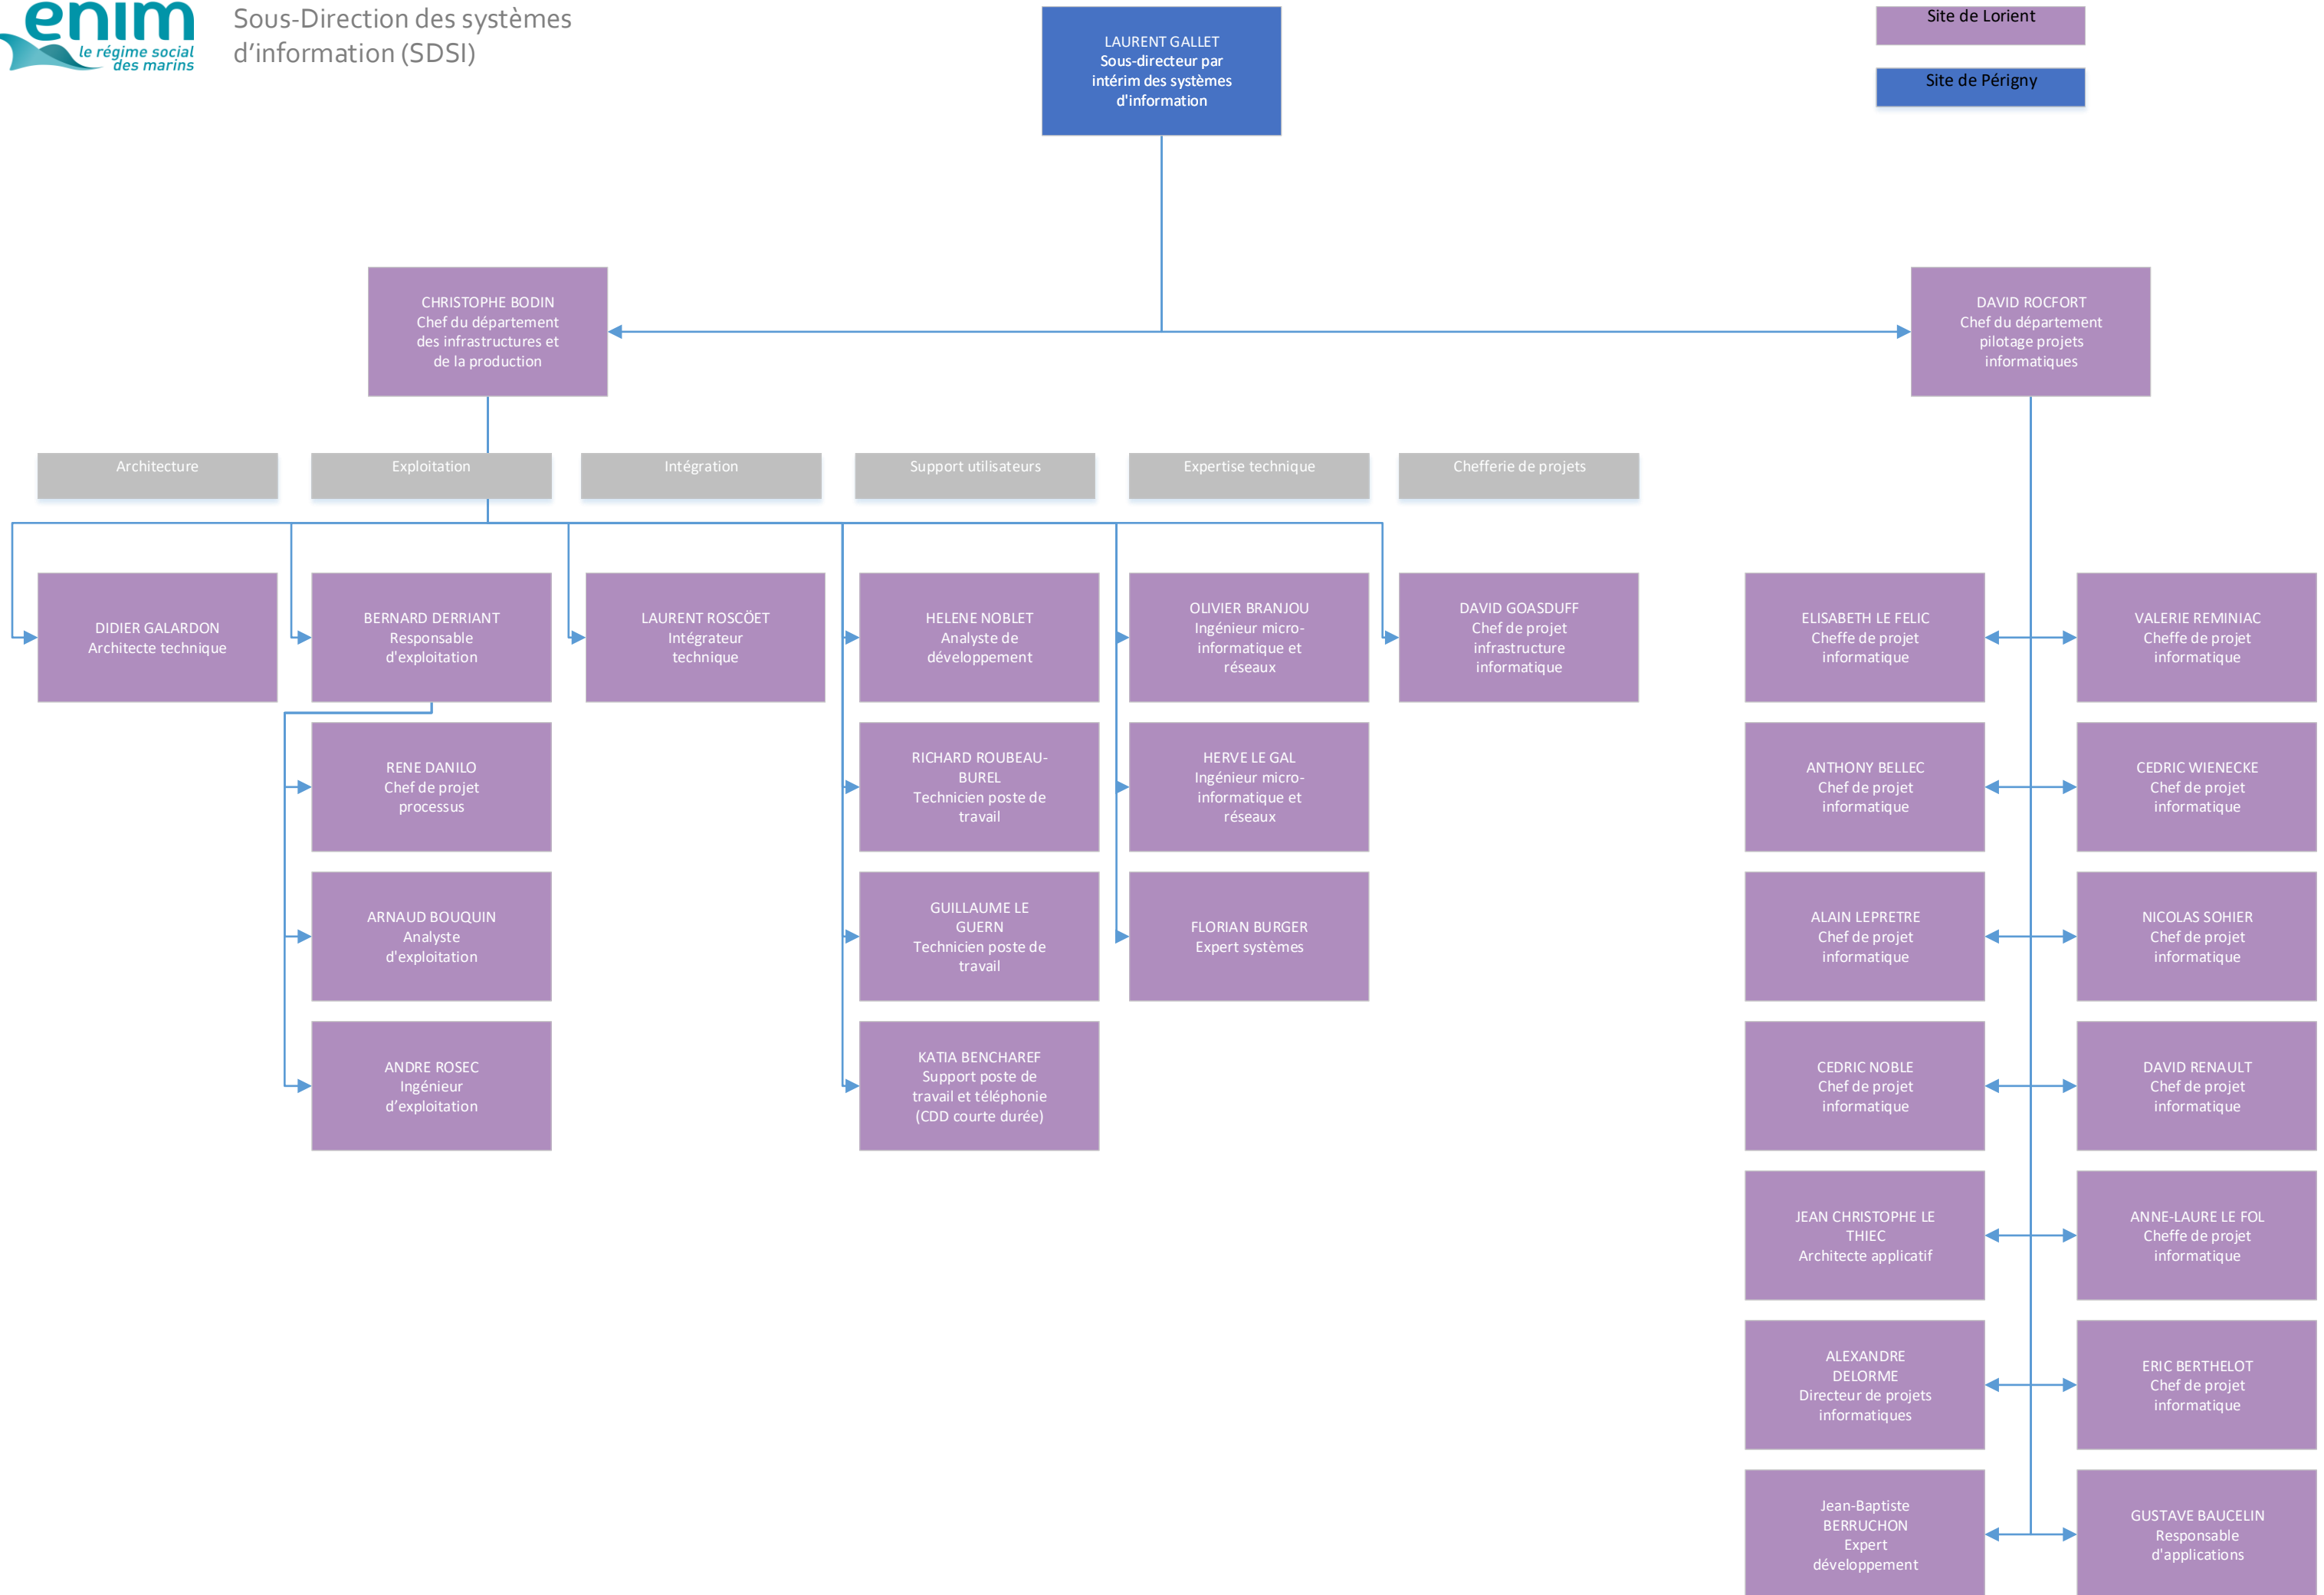 enim
le régime social
des marins
Sous-Direction des systèmes
d’information (SDSI)
LAURENT GALLET
Sous-directeur par
intérim des systèmes
d'information
Site de Lorient
Site de Périgny
CHRISTOPHE BODIN
Chef du département
des infrastructures et
de la production
DAVID ROCFORT
Chef du département
pilotage projets
informatiques
Architecture
Exploitation
Intégration
Support utilisateurs
Expertise technique
Chefferie de projets
DIDIER GALARDON
Architecte technique
BERNARD DERRIANT
Responsable
d'exploitation
LAURENT ROSCÖET
Intégrateur
technique
HELENE NOBLET
Analyste de
développement
OLIVIER BRANJOU
Ingénieur micro-
informatique et
réseaux
DAVID GOASDUFF
Chef de projet
infrastructure
informatique
ELISABETH LE FELIC
Cheffe de projet
informatique
VALERIE REMINIAC
Cheffe de projet
informatique
RENE DANILO
Chef de projet
processus
RICHARD ROUBEAU-
BUREL
Technicien poste de
travail
HERVE LE GAL
Ingénieur micro-
informatique et
réseaux
ANTHONY BELLEC
Chef de projet
informatique
CEDRIC WIENECKE
Chef de projet
informatique
ARNAUD BOUQUIN
Analyste
d'exploitation
GUILLAUME LE
GUERN
Technicien poste de
travail
FLORIAN BURGER
Expert systèmes
ALAIN LEPRETRE
Chef de projet
informatique
NICOLAS SOHIER
Chef de projet
informatique
ANDRE ROSEC
Ingénieur
d’exploitation
KATIA BENCHAREF
Support poste de
travail et téléphonie
(CDD courte durée)
CEDRIC NOBLE
Chef de projet
informatique
DAVID RENAULT
Chef de projet
informatique
JEAN CHRISTOPHE LE
THIEC
Architecte applicatif
ANNE-LAURE LE FOL
Cheffe de projet
informatique
ALEXANDRE
DELORME
Directeur de projets
informatiques
ERIC BERTHELOT
Chef de projet
informatique
Jean-Baptiste
BERRUCHON
Expert
développement
GUSTAVE BAUCELIN
Responsable
d'applications